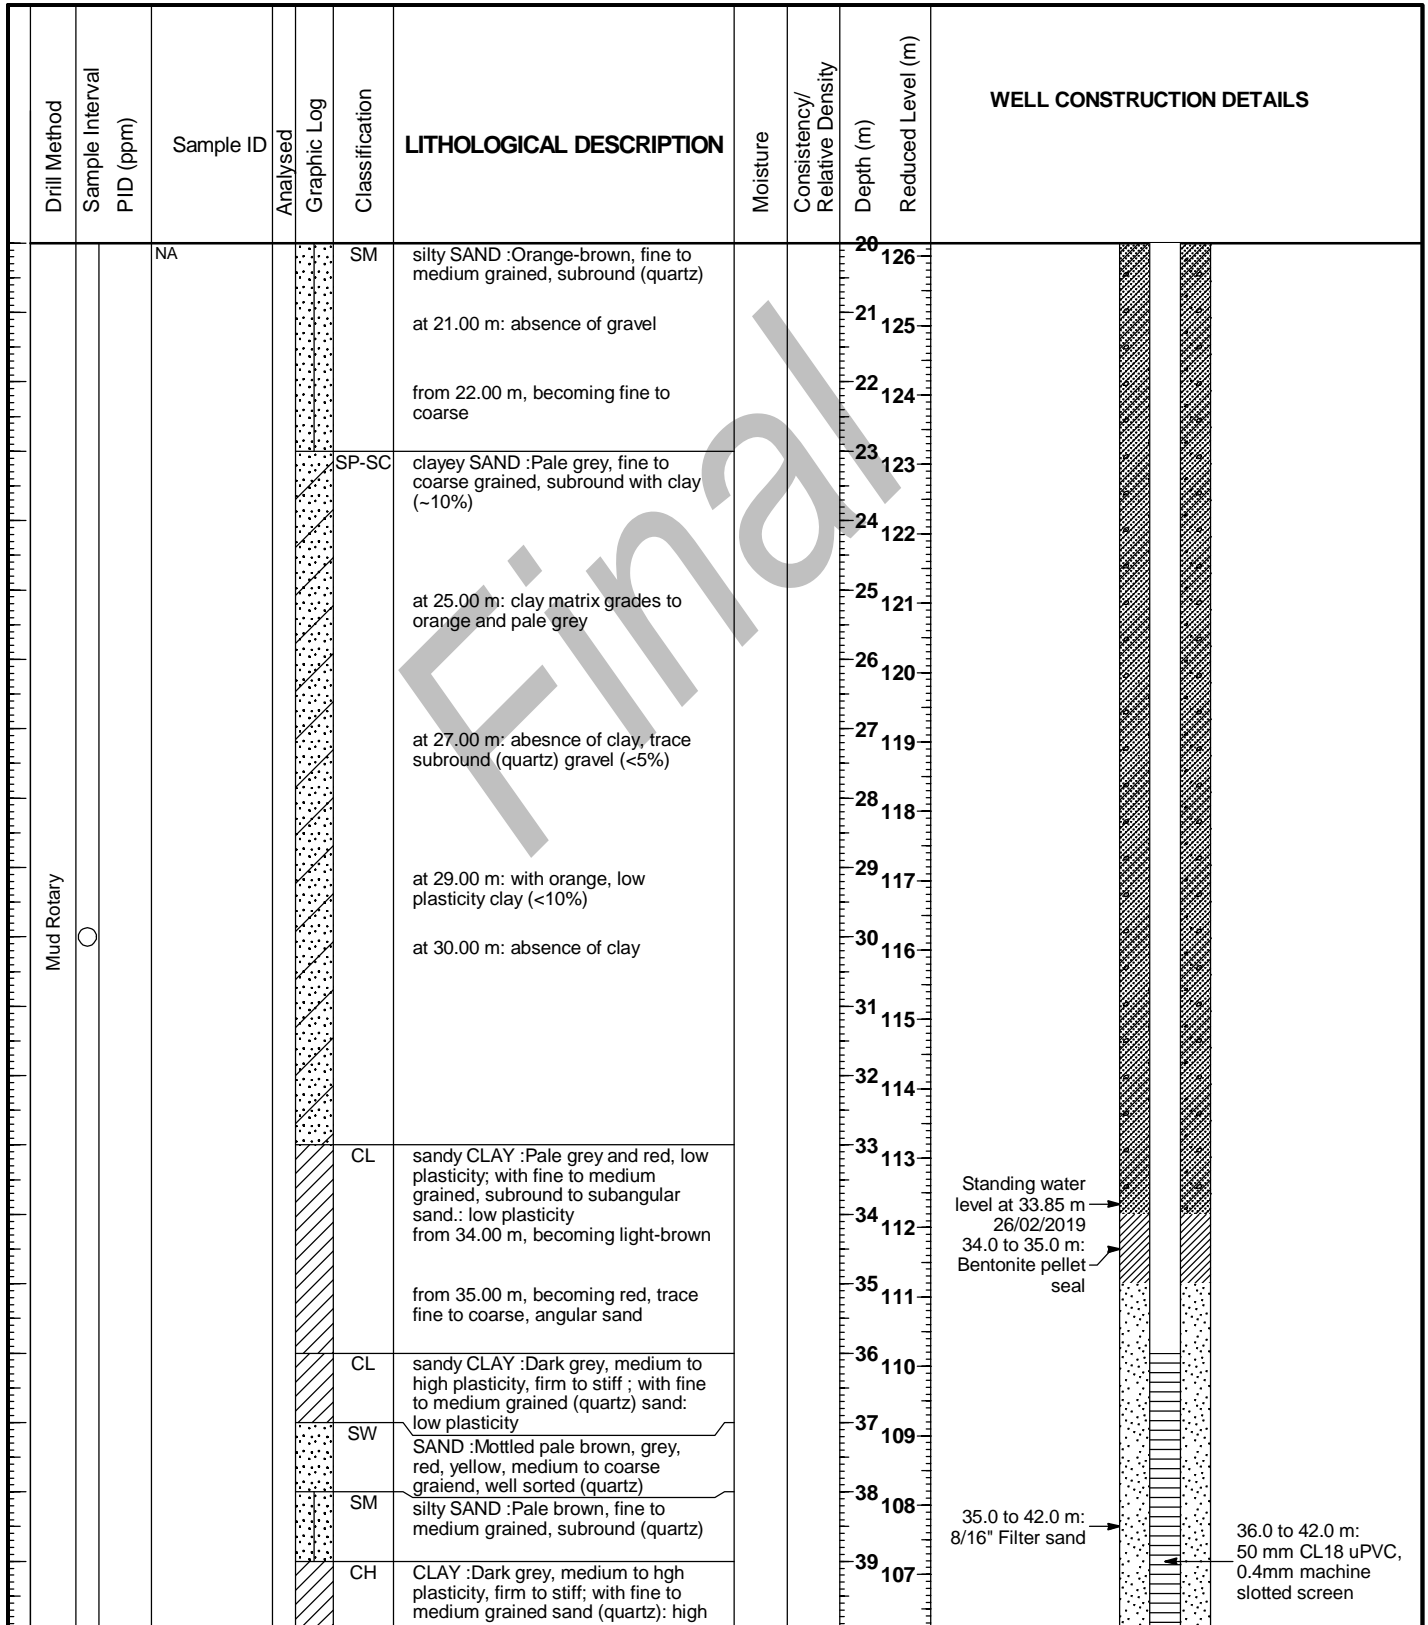 Drill Method
Sample Interval
PID (ppm)
Sample ID
Analysed
Graphic Log
Classification
LITHOLOGICAL DESCRIPTION
Moisture
Consistency/
Relative Density
Depth (m)
Reduced Level (m)
WELL CONSTRUCTION DETAILS
Mud Rotary
NA
SM
silty SAND :Orange-brown, fine to
medium grained, subround (quartz)
at 21.00 m: absence of gravel
from 22.00 m, becoming fine to
coarse
SP-SC
clayey SAND :Pale grey, fine to
coarse grained, subround with clay
(~10%)
at 25.00 m: clay matrix grades to
orange and pale grey
at 27.00 m: abesnce of clay, trace
subround (quartz) gravel (<5%)
at 29.00 m: with orange, low
plasticity clay (<10%)
at 30.00 m: absence of clay
CL
sandy CLAY :Pale grey and red, low
plasticity; with fine to medium
grained, subround to subangular
sand.: low plasticity
from 34.00 m, becoming light-brown
from 35.00 m, becoming red, trace
fine to coarse, angular sand
CL
sandy CLAY :Dark grey, medium to
high plasticity, firm to stiff ; with fine
to medium grained (quartz) sand:
low plasticity
SW
SAND :Mottled pale brown, grey,
red, yellow, medium to coarse
graiend, well sorted (quartz)
SM
silty SAND :Pale brown, fine to
medium grained, subround (quartz)
CH
CLAY :Dark grey, medium to hgh
plasticity, firm to stiff; with fine to
medium grained sand (quartz): high
20
21
22
23
24
25
26
27
28
29
30
31
32
33
34
35
36
37
38
39
126
125
124
123
122
121
120
119
118
117
116
115
114
113
112
111
110
109
108
107
Standing water
level at 33.85 m
26/02/2019
34.0 to 35.0 m:
Bentonite pellet
seal
35.0 to 42.0 m:
8/16" Filter sand
36.0 to 42.0 m:
50 mm CL18 uPVC,
0.4mm machine
slotted screen
Final